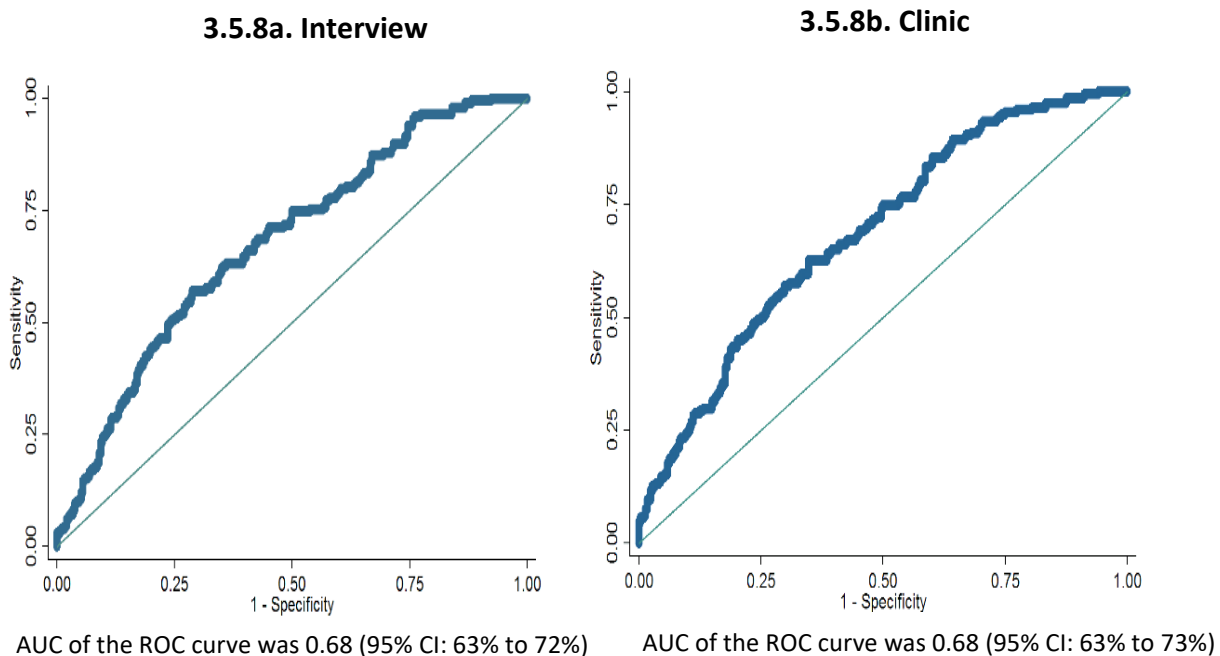 3.5.8a. Interview
Sensitivity
1.00
0.75
0.50
0.25
0.00
0.00 0.25 0.50 0.75 1.00
1 - Specificity
AUC of the ROC curve was 0.68 (95% CI: 63% to 72%)
3.5.8b. Clinic
Sensitivity
1.00
0.75
0.50
0.25
0.00
0.00 0.25 0.50 0.75 1.00
1 - Specificity
AUC of the ROC curve was 0.68 (95% CI: 63% to 73%)